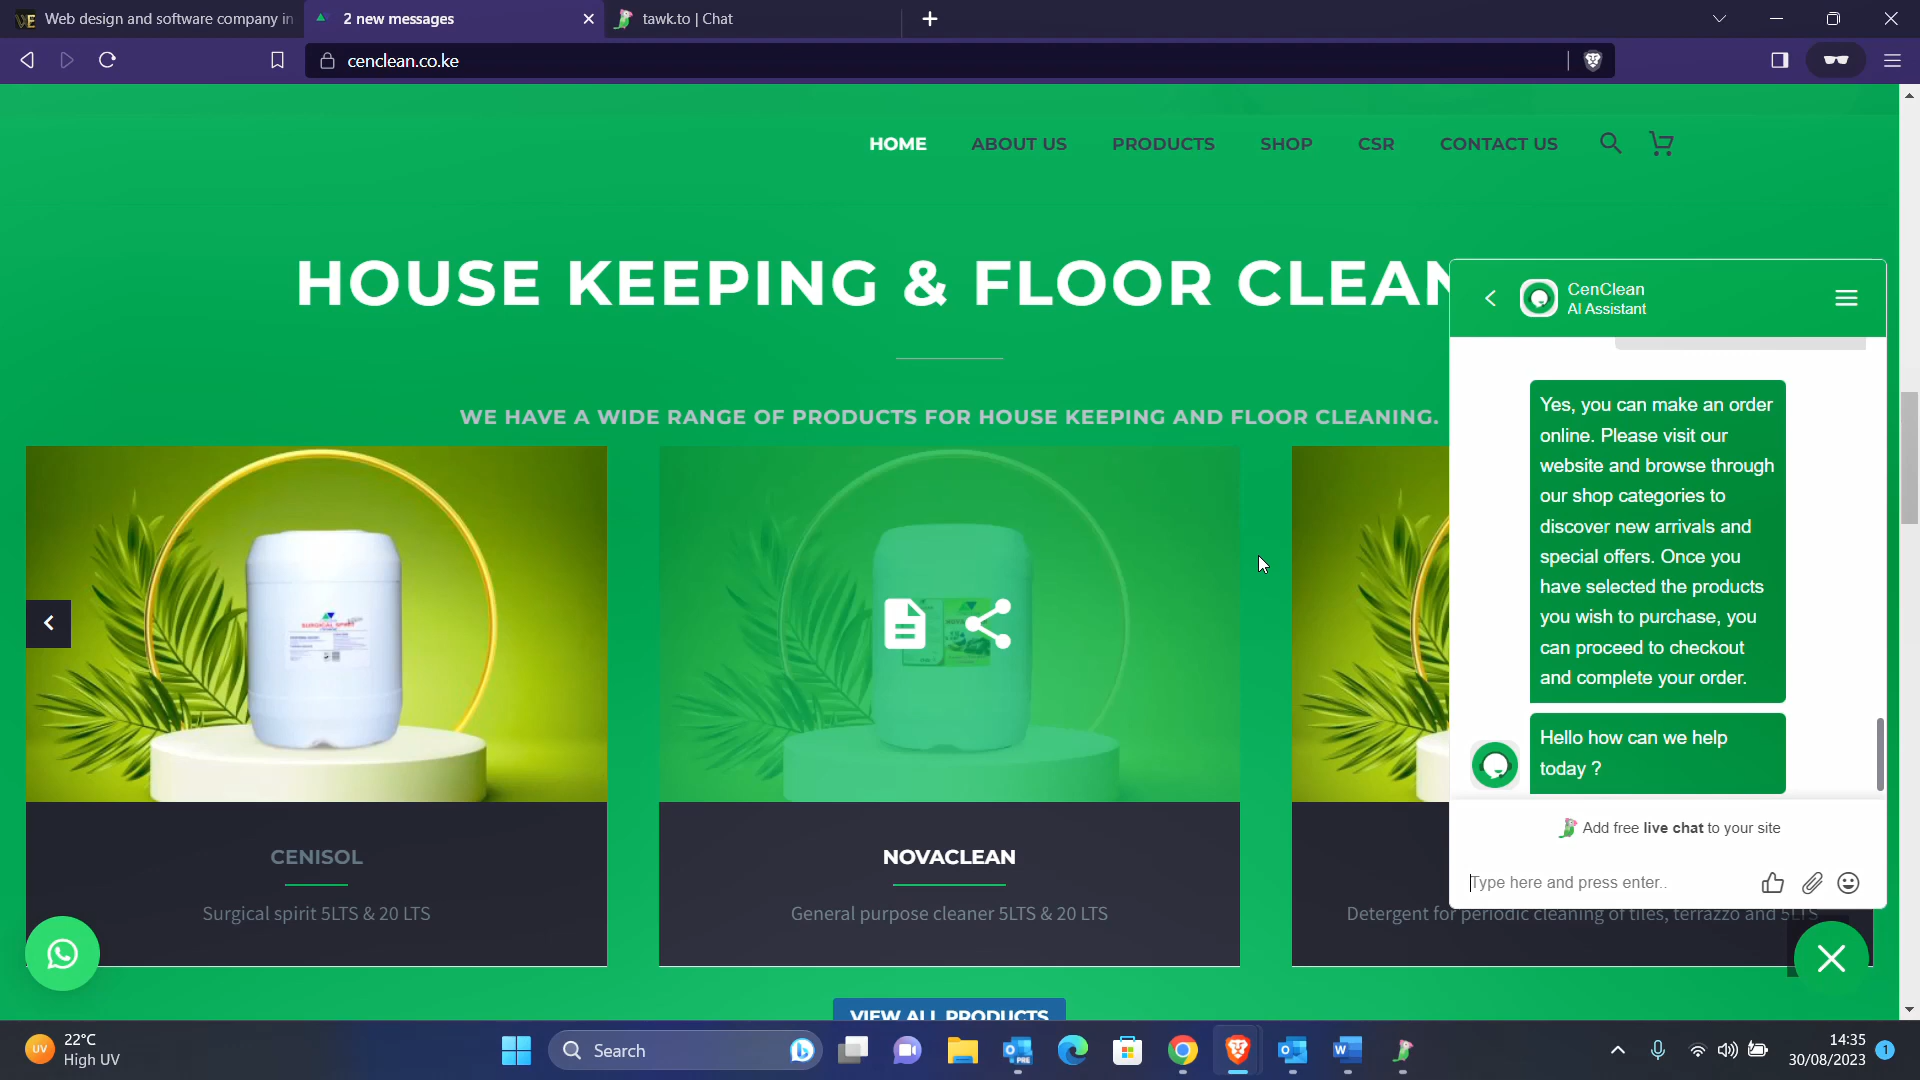 Web design and software company in
2 new messages
tawk.to | Chat
cenclean.co.ke
HOME
ABOUT US
PRODUCTS
SHOP
CSR
CONTACT US
HOUSE KEEPING & FLOOR CLEAN
WE HAVE A WIDE RANGE OF PRODUCTS FOR HOUSE KEEPING AND FLOOR CLEANING.
SURGICAL SPIRIT
CENISOL
Surgical spirit 5LTS & 20 LTS
NOVACLEAN
General purpose cleaner 5LTS & 20 LTS
Detergent for periodic cleaning of tiles, terrazzo and 5LTS
VIEW ALL PRODUCTS
CenClean
AI Assistant
Yes, you can make an order
online. Please visit our
website and browse through
our shop categories to
discover new arrivals and
special offers. Once you
have selected the products
you wish to purchase, you
can proceed to checkout
and complete your order.
Hello how can we help
today ?
Add free live chat to your site
Type here and press enter..
UV
22°C
High UV
Search
PRE
14:35
30/08/2023
1